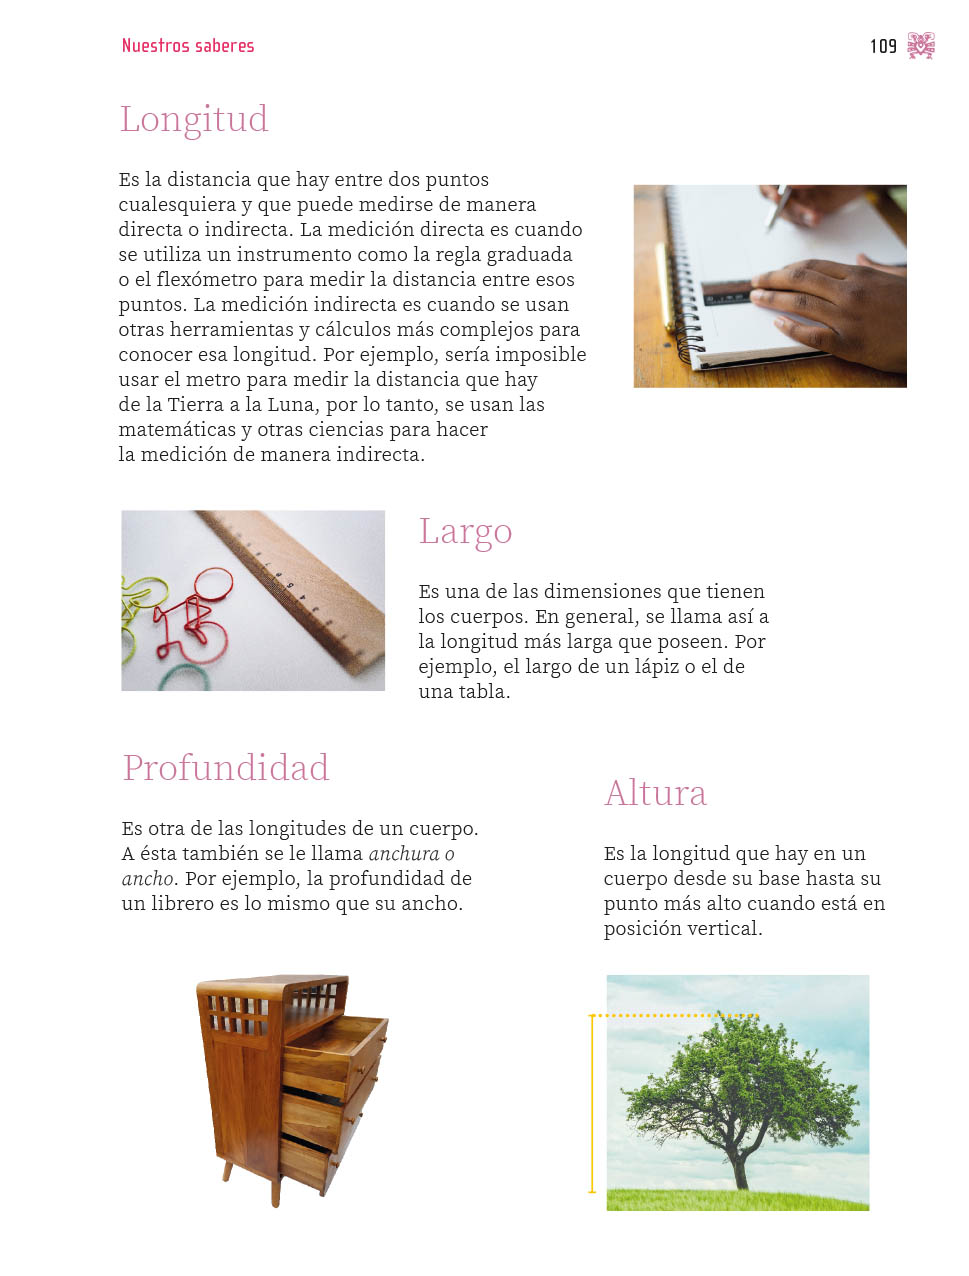 Nuestros saberes
109
Longitud
Es la distancia que hay entre dos puntos
cualesquiera y que puede medirse de manera
directa o indirecta. La medición directa es cuando
se utiliza un instrumento como la regla graduada
o el flexómetro para medir la distancia entre esos
puntos. La medición indirecta es cuando se usan
otras herramientas y cálculos más complejos para
conocer esa longitud. Por ejemplo, sería imposible
usar el metro para medir la distancia que hay
de la Tierra a la Luna, por lo tanto, se usan las
matemáticas y otras ciencias para hacer
la medición de manera indirecta.
Largo
Es una de las dimensiones que tienen
los cuerpos. En general, se llama así a
la longitud más larga que poseen. Por
ejemplo, el largo de un lápiz o el de
una tabla.
Profundidad
Es otra de las longitudes de un cuerpo.
A ésta también se le llama anchura o
ancho. Por ejemplo, la profundidad de
un librero es lo mismo que su ancho.
Altura
Es la longitud que hay en un
cuerpo desde su base hasta su
punto más alto cuando está en
posición vertical.